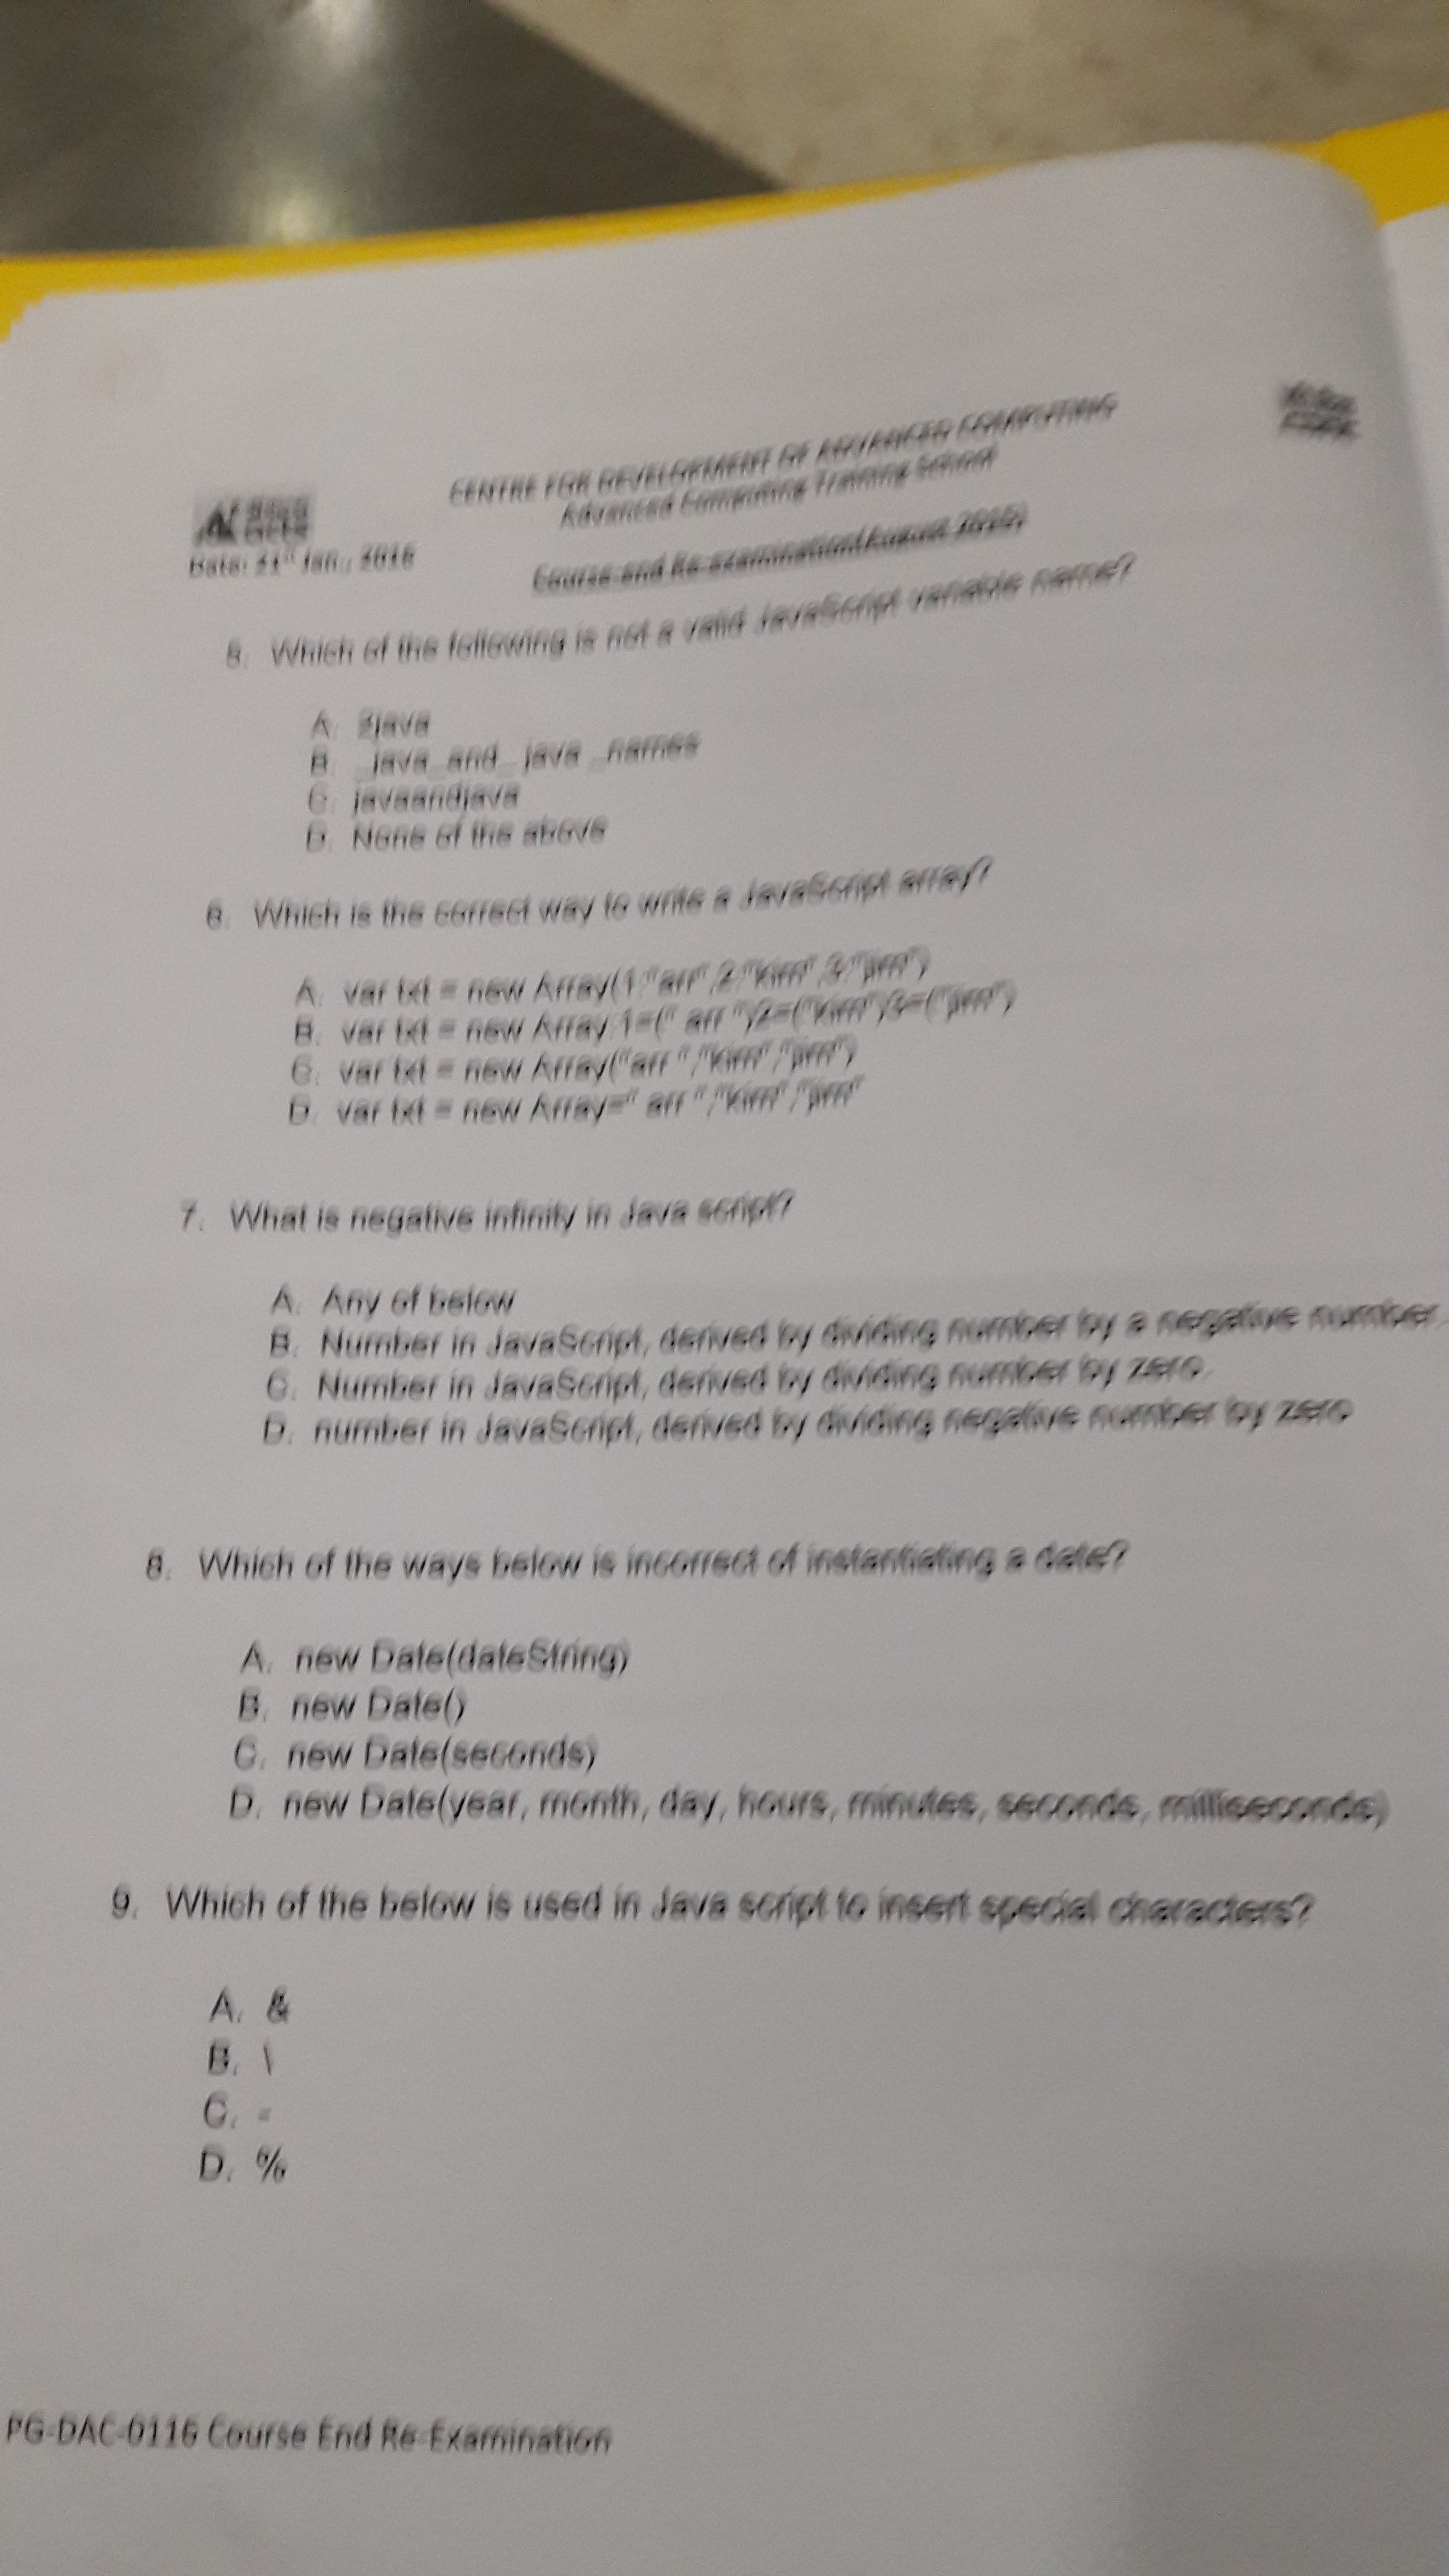 CENTRE FOR DEVELOPMENT OF ADVANCED COMPUTING
Advanced Computing Training School
Date: 21st Jan., 2016
Course end Re-examination(August 2015)
5. Which of the following is not a valid JavaScript variable name?
A. 2java
B. _java_and_ java _names
C. javaandjava
D. None of the above
6. Which is the correct way to write a JavaScript array?
A. var txt = new Array(1:"arr",2:"kim",3:"jim")
B. var txt = new Array:1=(" arr ")2=("kim")3=("jim")
C. var txt = new Array("arr ","kim","jim")
D. var txt = new Array=" arr ","kim","jim"
7. What is negative infinity in Java script?
A. Any of below
B. Number in JavaScript, derived by dividing number by a negative number.
C. Number in JavaScript, derived by dividing number by zero.
D. number in JavaScript, derived by dividing negative number by zero
8. Which of the ways below is incorrect of instantiating a date?
A. new Date(dateString)
B. new Date()
C. new Date(seconds)
D. new Date(year, month, day, hours, minutes, seconds, milliseconds)
9. Which of the below is used in Java script to insert special characters?
A. &
B. \
C.
D. %
PG-DAC-0116 Course End Re-Examination